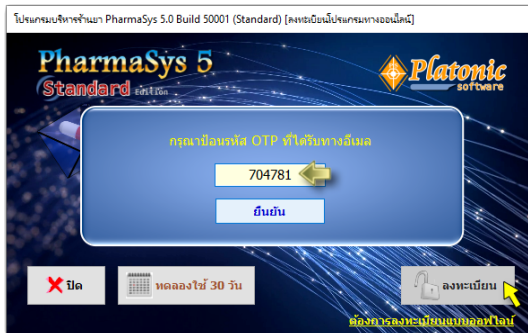 โปรแกรมบริหารร้านยา PharmaSys 5.0 Build 50001 (Standard) [ลงทะเบียนโปรแกรมทางออนไลน์]
PharmaSys 5
Standard Edition
Platonic
software
กรุณาป้อนรหัส OTP ที่ได้รับทางอีเมล
704781
ยืนยัน
ปิด
ทดลองใช้ 30 วัน
ลงทะเบียน
ต้องการลงทะเบียนแบบออฟไลน์